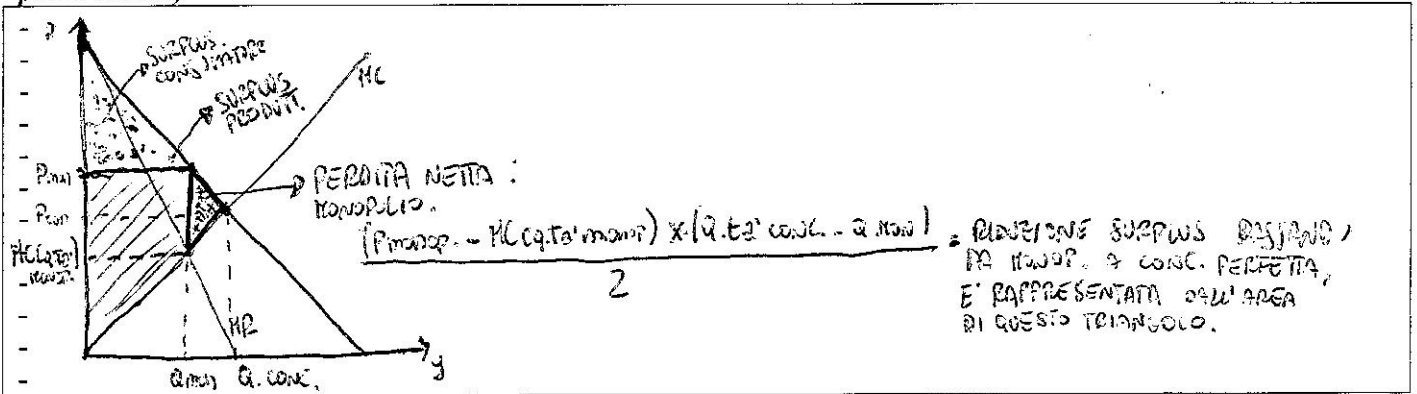 SURPLUS
CONSUMATORE
MC
SURPLUS
PRODUTT.
PERDITA NETTA :
MONOPOLIO.
Pmon
Pcon
MC(q.tà
monop.)
(Pmonop. - MC(q.tà monop) x (Q.tà conc. - Q.mon)
2
= RIDUZIONE SURPLUS PASSANDO,
DA MONOP. A CONC. PERFETTA,
E' RAPPRESENTATA DALL'AREA
DI QUESTO TRIANGOLO.
MR
y
Qmon Q.conc.